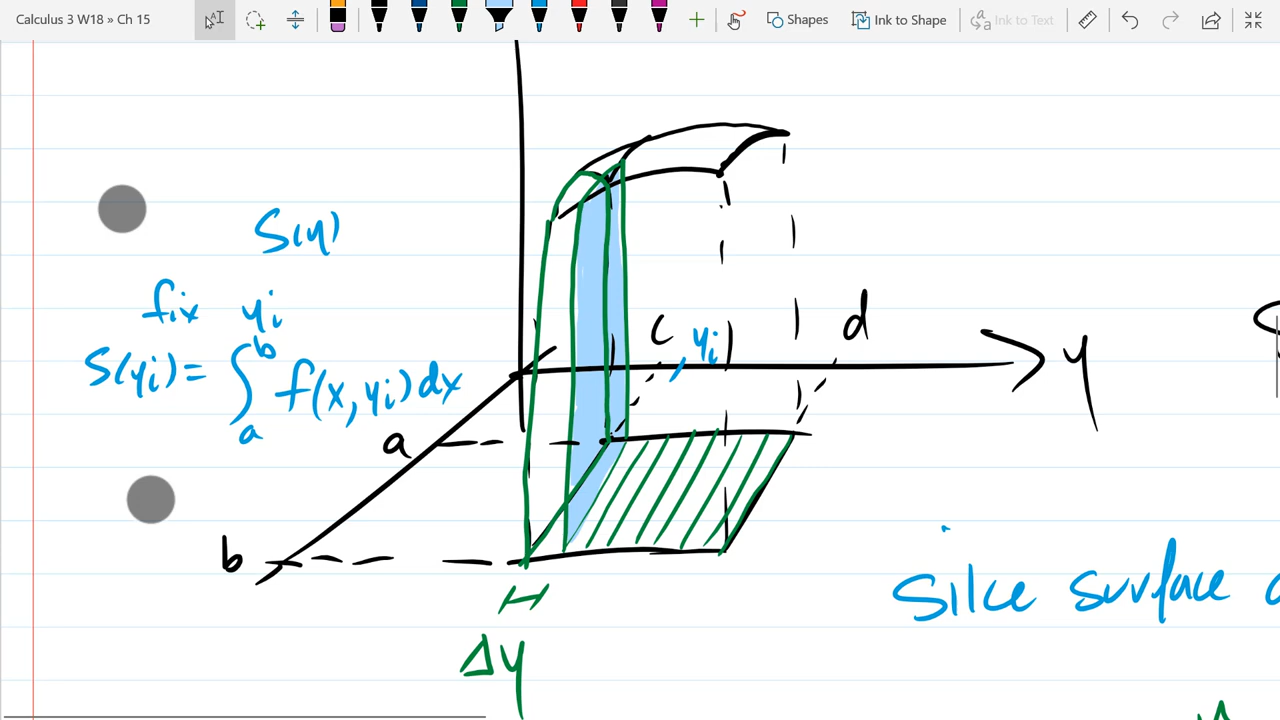 Calculus 3 W18 » Ch 15
Shapes
Ink to Shape
Ink to Text
S(y)
fix yi
S(yi) = ∫ₐᵇ f(x, yi) dx
c
yi
d
y
a
b
Δy
Silce surface